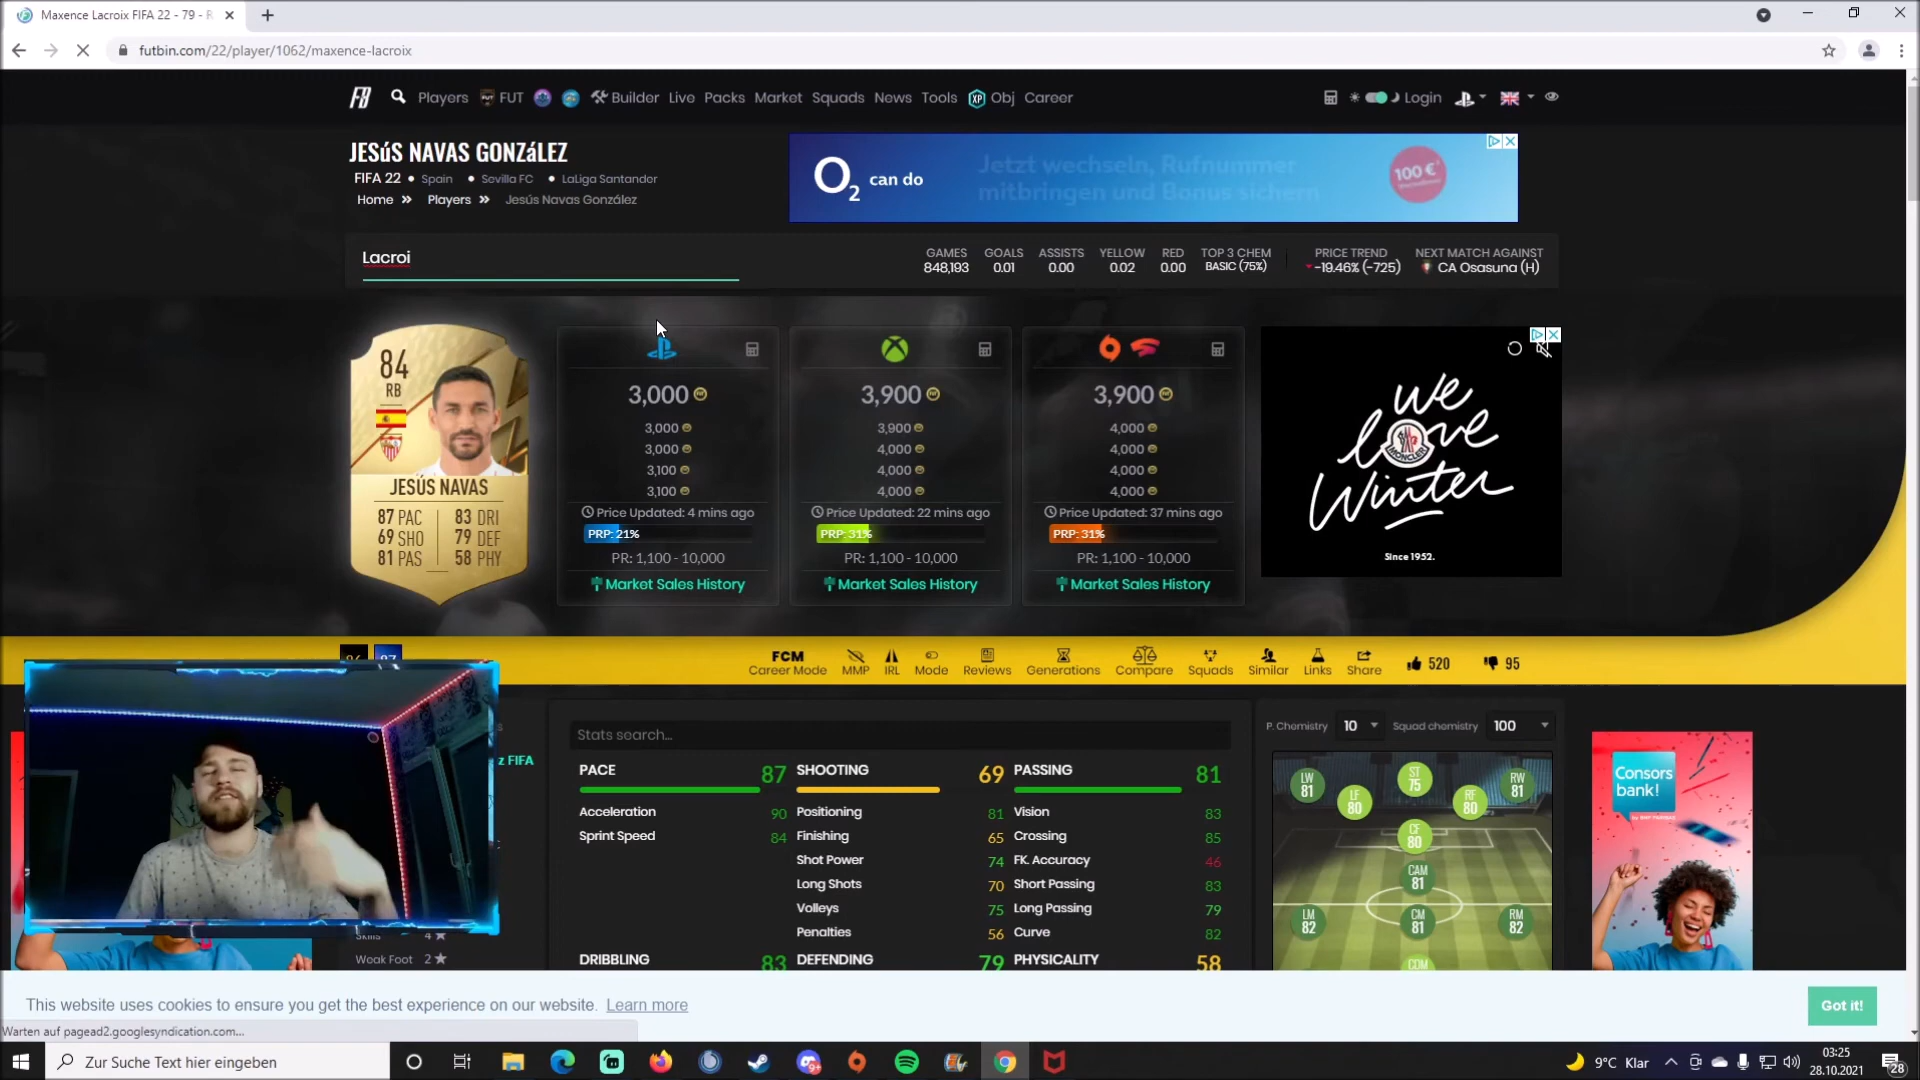 Maxence Lacroix FIFA 22 - 79 - R
futbin.com/22/player/1062/maxence-lacroix
FB Players FUT Builder Live Packs Market Squads News Tools XP Obj Career Login
JESúS NAVAS GONZáLEZ
FIFA 22 • Spain • Sevilla FC • LaLiga Santander
Home » Players » Jesús Navas González
O2 can do Jetzt wechseln, Rufnummer
mitbringen und Bonus sichern
100 €
Lacroi
GAMES GOALS ASSISTS YELLOW RED TOP 3 CHEM PRICE TREND NEXT MATCH AGAINST
848,193 0.01 0.00 0.02 0.00 BASIC (75%) -19.46% (-725) CA Osasuna (H)
84
RB
JESÚS NAVAS
87 PAC 83 DRI
69 SHO 79 DEF
81 PAS 58 PHY
3,000 3,900 3,900
3,000 3,900 4,000
3,000 4,000 4,000
3,100 4,000 4,000
3,100 4,000 4,000
Price Updated: 4 mins ago Price Updated: 22 mins ago Price Updated: 37 mins ago
PRP: 21% PRP: 31% PRP: 31%
PR: 1,100 - 10,000 PR: 1,100 - 10,000 PR: 1,100 - 10,000
Market Sales History Market Sales History Market Sales History
we
love
MONCLER
Winter
Since 1952.
FCM
Career Mode MMP IRL Mode Reviews Generations Compare Squads Similar Links Share 520 95
Stats search...
P. Chemistry 10 Squad chemistry 100
z FIFA
PACE 87 SHOOTING 69 PASSING 81
Acceleration 90 Positioning 81 Vision 83
Sprint Speed 84 Finishing 65 Crossing 85
Shot Power 74 FK. Accuracy 46
Long Shots 70 Short Passing 83
Volleys 75 Long Passing 79
Penalties 56 Curve 82
DRIBBLING 83 DEFENDING 79 PHYSICALITY 58
Skills 4
Weak Foot 2
LW 81
ST 75
RW 81
LF 80
RF 80
CF 80
CAM 81
LM 82
CM 81
RM 82
CDM
Consors
bank!
by BNP PARIBAS
This website uses cookies to ensure you get the best experience on our website. Learn more
Got it!
Warten auf pagead2.googlesyndication.com...
Zur Suche Text hier eingeben
9°C Klar
03:25
28.10.2021
28